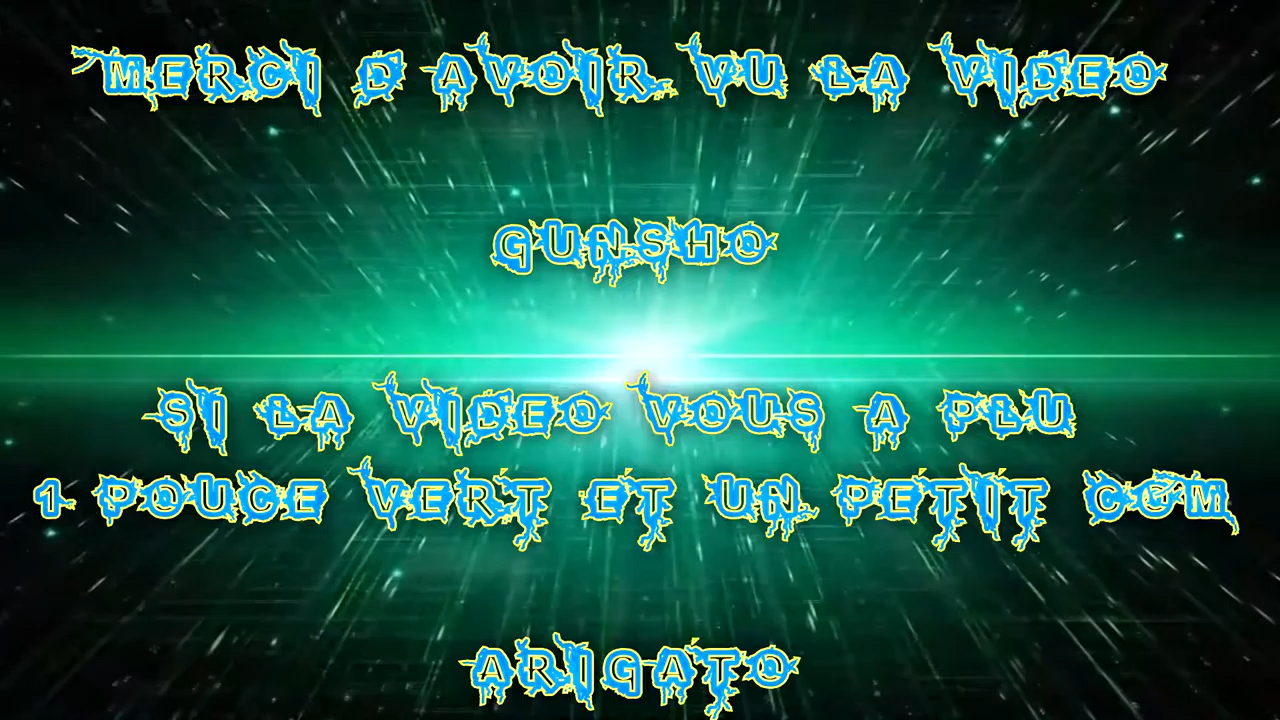 MERCI D AVOIR VU LA VIDEO
GUNSHO
SI LA VIDEO VOUS A PLU
1 POUCE VERT ET UN PETIT COM
ARIGATO